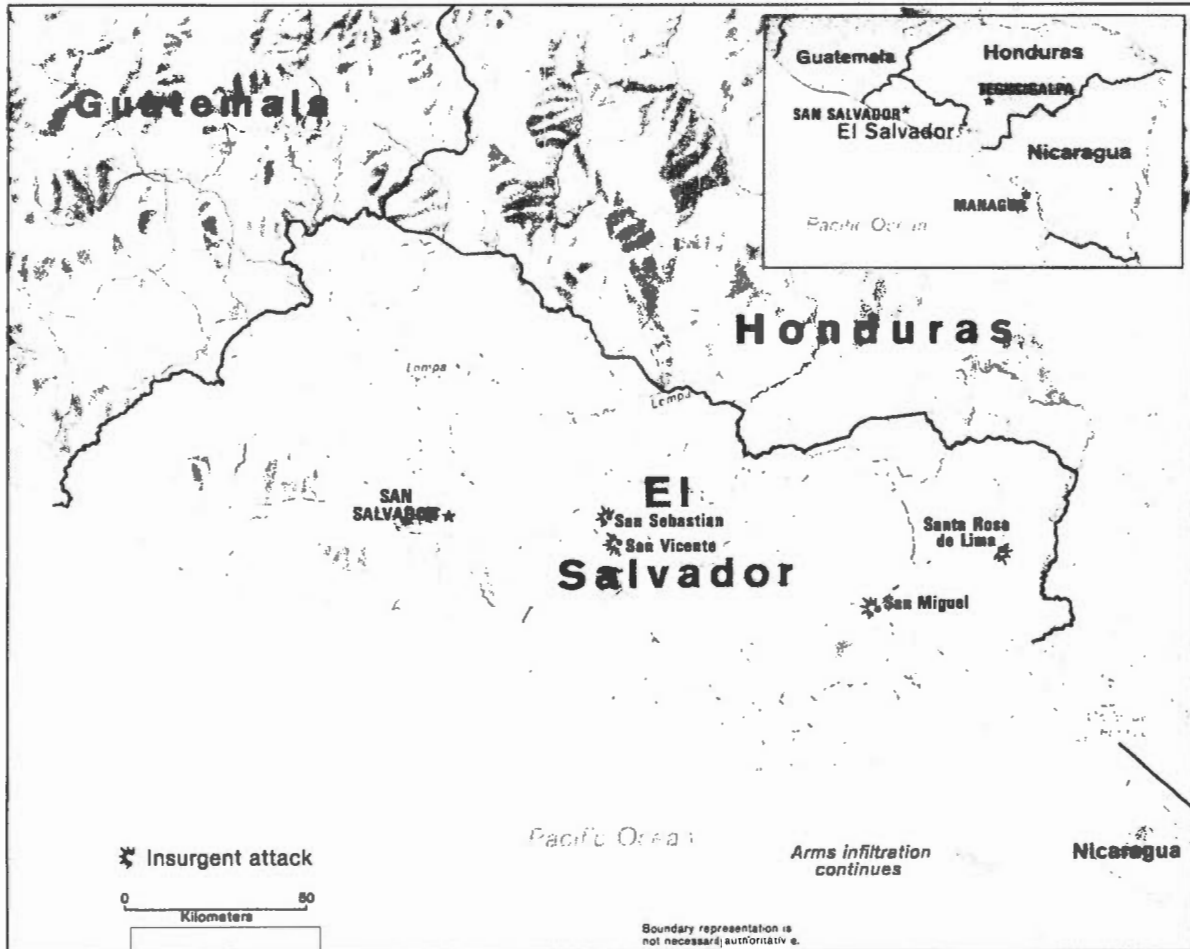 Guatemala
Guatemala
Honduras
TEGUCIGALPA
SAN SALVADOR
El Salvador
Nicaragua
MANAGUA
Pacific Ocean
Honduras
Lempa
Lempa
SAN
SALVADOR
El
Salvador
San Sebastian
San Vicente
Santa Rosa
de Lima
San Miguel
Pacific Ocean
Arms infiltration
continues
Nicaragua
Insurgent attack
0 50
Kilometers
Boundary representation is
not necessarily authoritative.